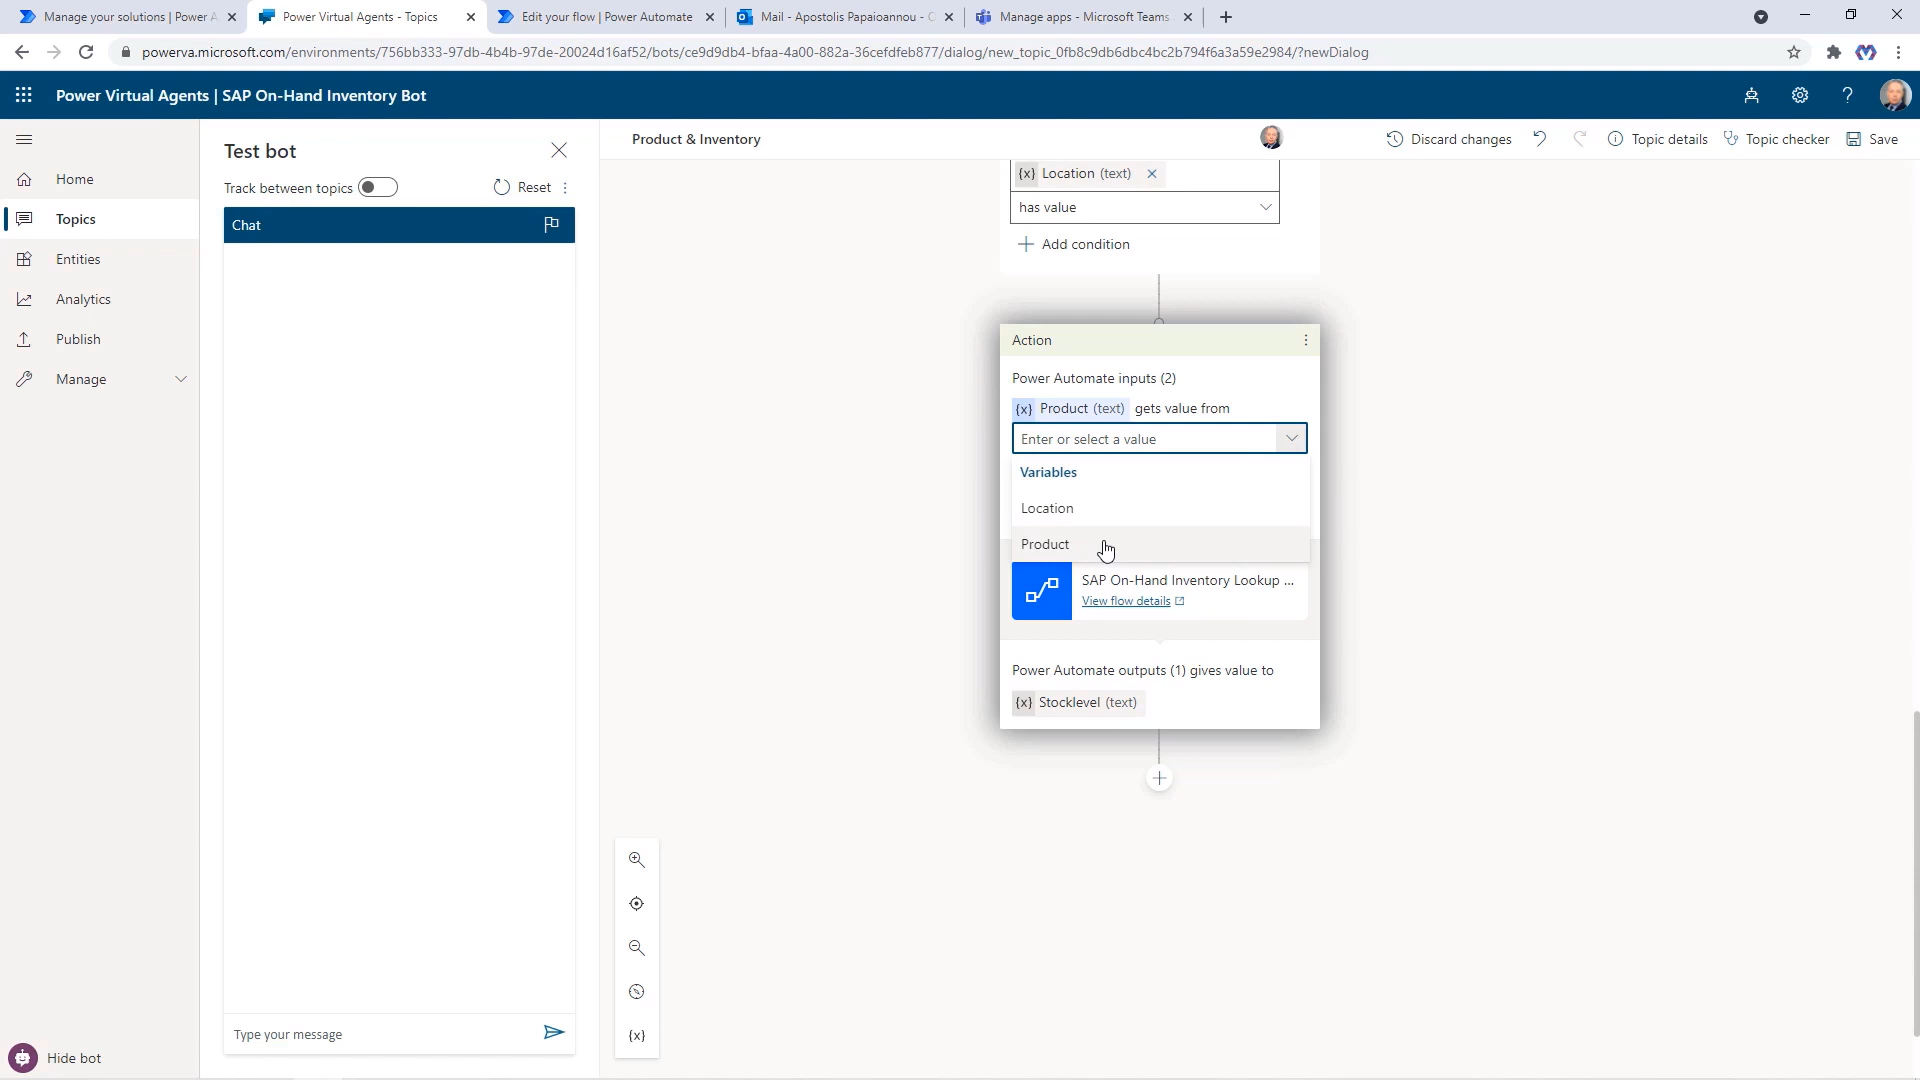 Manage your solutions | Power A
Power Virtual Agents - Topics
Edit your flow | Power Automate
Mail - Apostolis Papaioannou - O
Manage apps - Microsoft Teams
powerva.microsoft.com/environments/756bb333-97db-4b4b-97de-20024d16af52/bots/ce9d9db4-bfaa-4a00-882a-36cefdfeb877/dialog/new_topic_0fb8c9db6dbc4bc2b794f6a3a59e2984/?newDialog
Power Virtual Agents | SAP On-Hand Inventory Bot
Home
Topics
Entities
Analytics
Publish
Manage
Hide bot
Test bot
Track between topics
Reset
Chat
Type your message
Product & Inventory
Discard changes
Topic details
Topic checker
Save
{x} Location (text)
has value
Add condition
Action
Power Automate inputs (2)
{x} Product (text) gets value from
Enter or select a value
Variables
Location
Product
SAP On-Hand Inventory Lookup ...
View flow details
Power Automate outputs (1) gives value to
{x} Stocklevel (text)
{x}